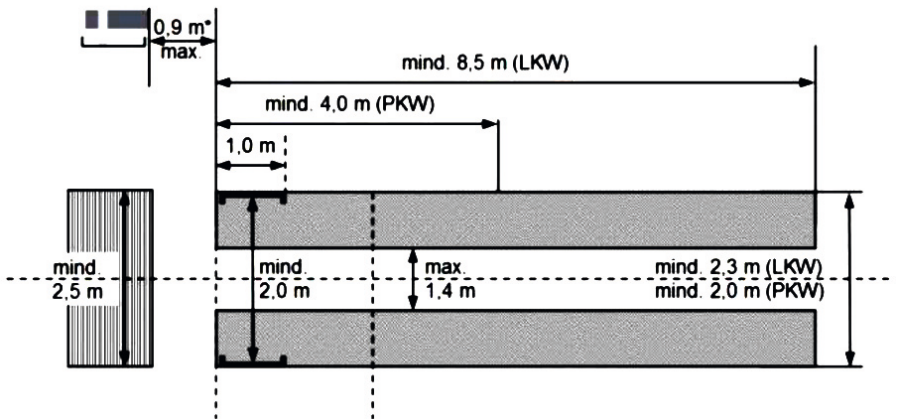 0,9 m*
max.
mind. 8,5 m (LKW)
mind. 4,0 m (PKW)
1,0 m
mind.
2,5 m
mind.
2,0 m
max.
1,4 m
mind. 2,3 m (LKW)
mind. 2,0 m (PKW)